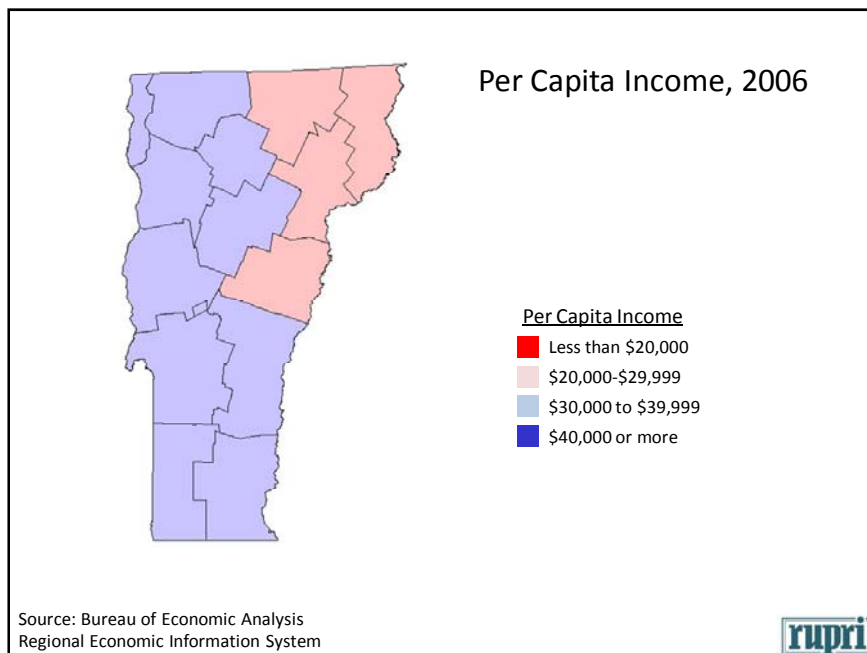 Per Capita Income, 2006
Per Capita Income
Less than $20,000
$20,000-$29,999
$30,000 to $39,999
$40,000 or more
Source: Bureau of Economic Analysis
Regional Economic Information System
rupri